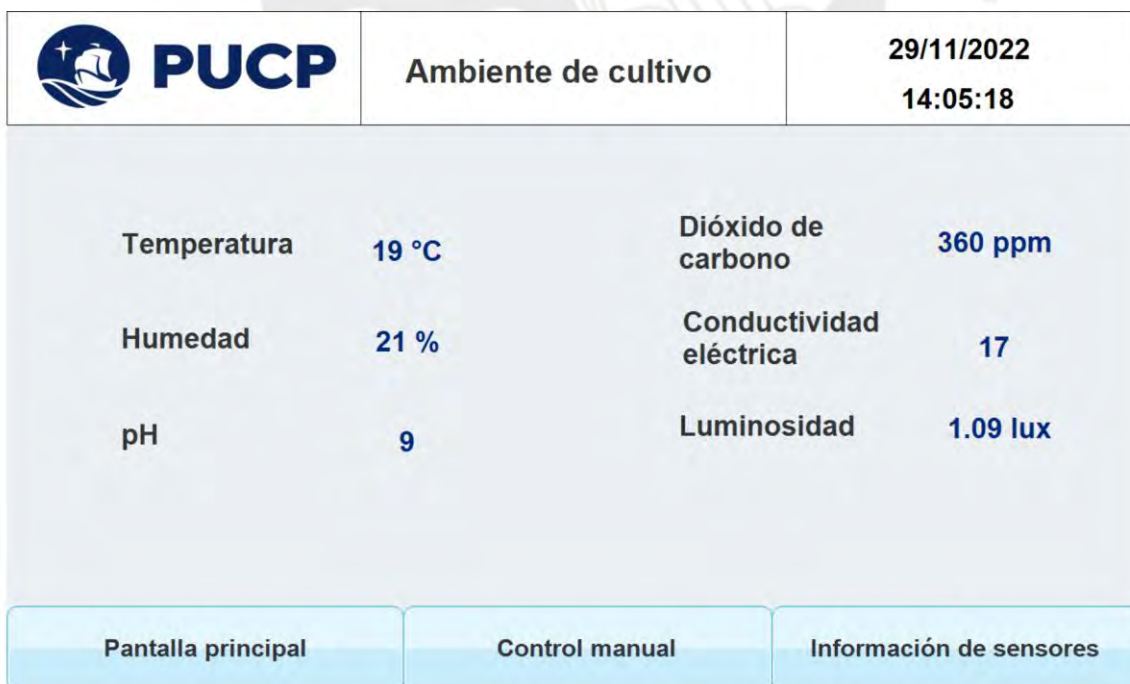 PUCP
Ambiente de cultivo
29/11/2022
14:05:18
Temperatura
19 °C
Humedad
21 %
pH
9
Dióxido de
carbono
360 ppm
Conductividad
eléctrica
17
Luminosidad
1.09 lux
Pantalla principal
Control manual
Información de sensores